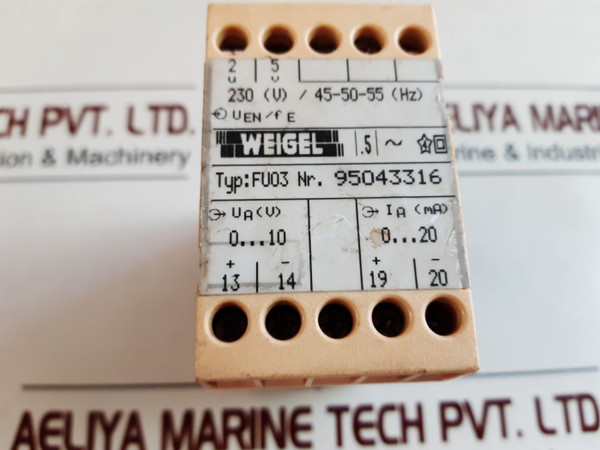 CH PVT. LTD.
AELIYA MARINE
ion & Machinery
rine & Industri
2 5
230 (V) / 45-50-55 (Hz)
UEN/fE
WEIGEL .5 ~
Typ:FU03 Nr. 95043316
UA(V) IA (mA)
0...10 0...20
+ - + -
13 14 19 20
AELIYA MARINE TECH PVT. LTD